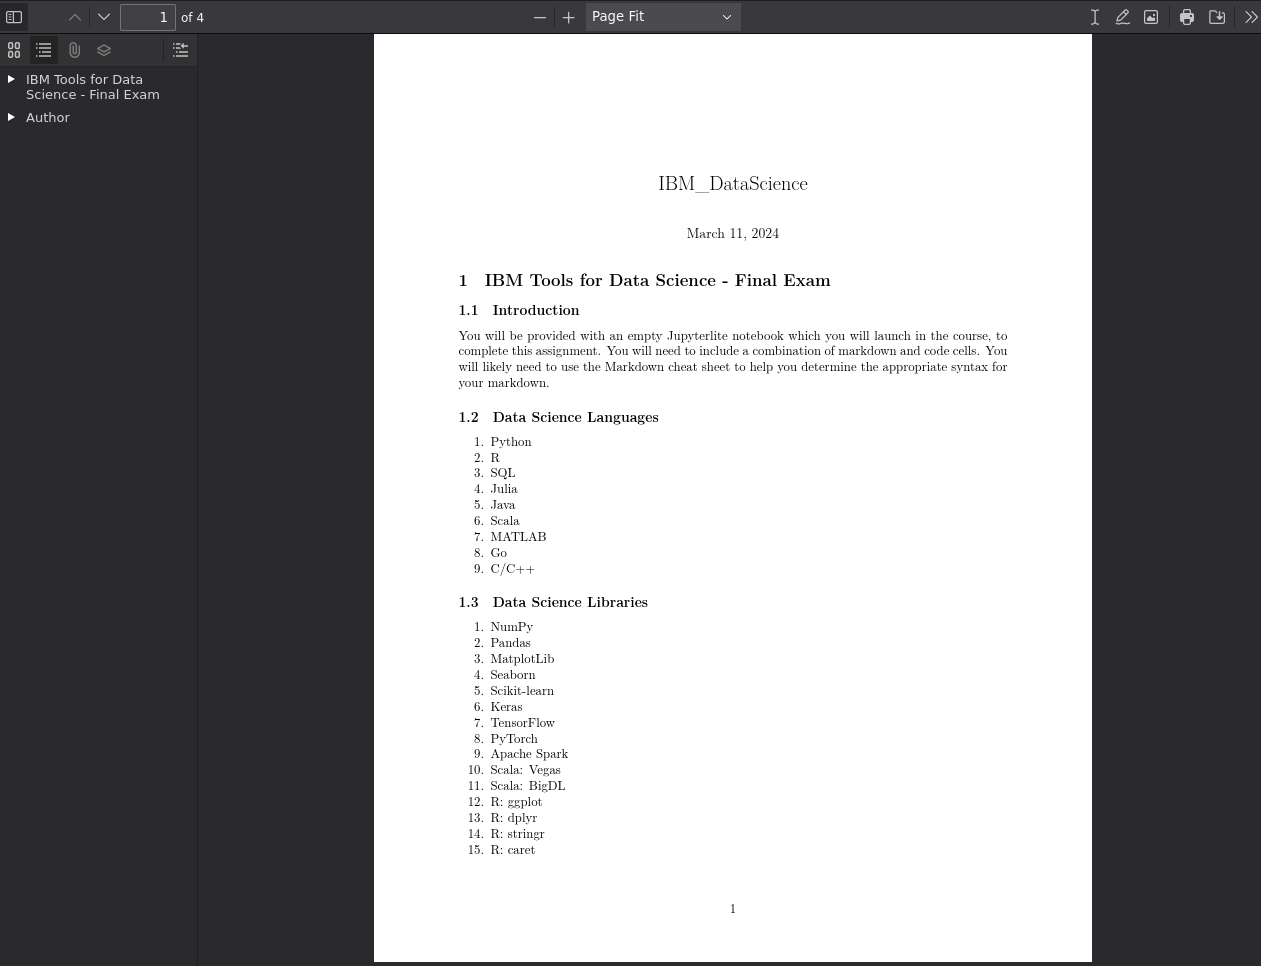 1 of 4 Page Fit
IBM Tools for Data
Science - Final Exam
Author
IBM_DataScience
March 11, 2024
1 IBM Tools for Data Science - Final Exam
1.1 Introduction
You will be provided with an empty Jupyterlite notebook which you will launch in the course, to
complete this assignment. You will need to include a combination of markdown and code cells. You
will likely need to use the Markdown cheat sheet to help you determine the appropriate syntax for
your markdown.
1.2 Data Science Languages
1. Python
2. R
3. SQL
4. Julia
5. Java
6. Scala
7. MATLAB
8. Go
9. C/C++
1.3 Data Science Libraries
1. NumPy
2. Pandas
3. MatplotLib
4. Seaborn
5. Scikit-learn
6. Keras
7. TensorFlow
8. PyTorch
9. Apache Spark
10. Scala: Vegas
11. Scala: BigDL
12. R: ggplot
13. R: dplyr
14. R: stringr
15. R: caret
1